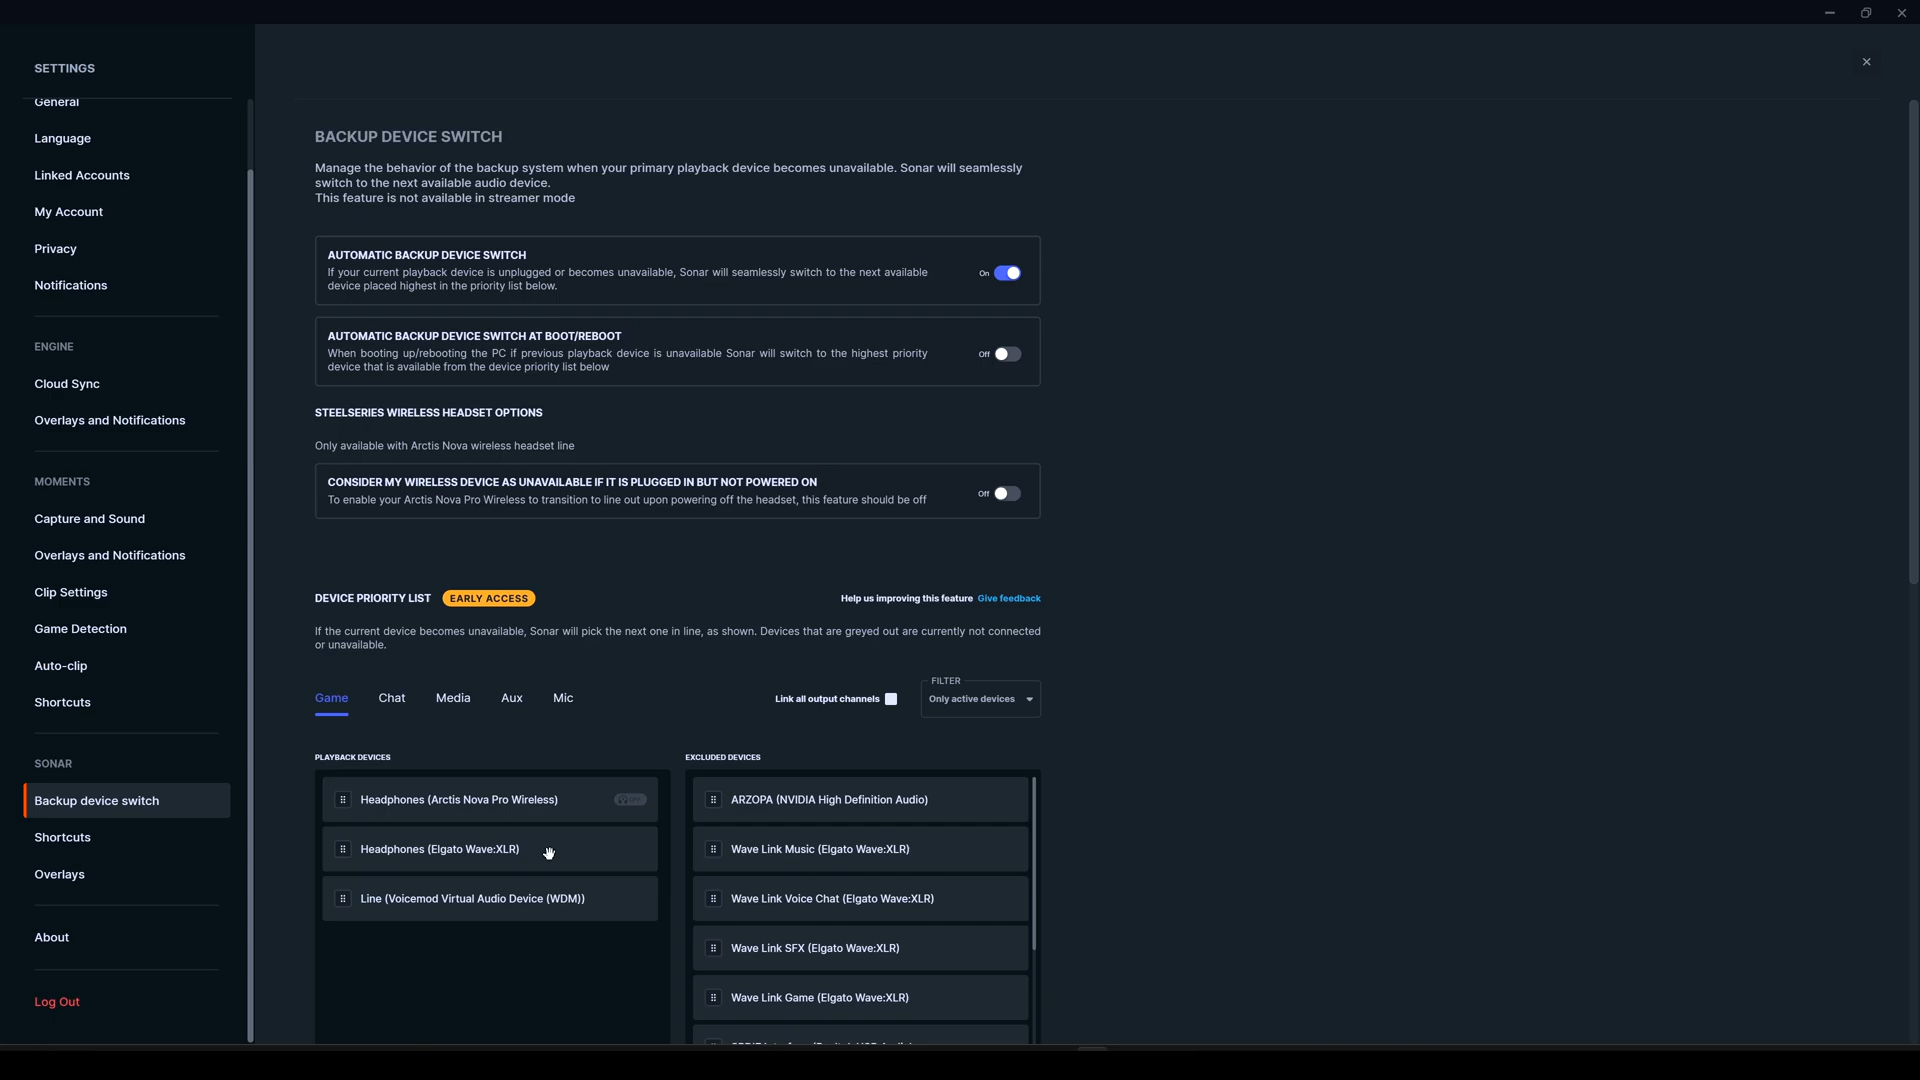 SETTINGS
General
Language
Linked Accounts
My Account
Privacy
Notifications
ENGINE
Cloud Sync
Overlays and Notifications
MOMENTS
Capture and Sound
Overlays and Notifications
Clip Settings
Game Detection
Auto-clip
Shortcuts
SONAR
Backup device switch
Shortcuts
Overlays
About
Log Out
BACKUP DEVICE SWITCH
Manage the behavior of the backup system when your primary playback device becomes unavailable. Sonar will seamlessly
switch to the next available audio device.
This feature is not available in streamer mode
AUTOMATIC BACKUP DEVICE SWITCH
If your current playback device is unplugged or becomes unavailable, Sonar will seamlessly switch to the next available
device placed highest in the priority list below.
On
AUTOMATIC BACKUP DEVICE SWITCH AT BOOT/REBOOT
When booting up/rebooting the PC if previous playback device is unavailable Sonar will switch to the highest priority
device that is available from the device priority list below
Off
STEELSERIES WIRELESS HEADSET OPTIONS
Only available with Arctis Nova wireless headset line
CONSIDER MY WIRELESS DEVICE AS UNAVAILABLE IF IT IS PLUGGED IN BUT NOT POWERED ON
To enable your Arctis Nova Pro Wireless to transition to line out upon powering off the headset, this feature should be off
Off
DEVICE PRIORITY LIST EARLY ACCESS
Help us improving this feature Give feedback
If the current device becomes unavailable, Sonar will pick the next one in line, as shown. Devices that are greyed out are currently not connected
or unavailable.
Game Chat Media Aux Mic
Link all output channels
FILTER
Only active devices
PLAYBACK DEVICES
Headphones (Arctis Nova Pro Wireless) OFF
Headphones (Elgato Wave:XLR)
Line (Voicemod Virtual Audio Device (WDM))
EXCLUDED DEVICES
ARZOPA (NVIDIA High Definition Audio)
Wave Link Music (Elgato Wave:XLR)
Wave Link Voice Chat (Elgato Wave:XLR)
Wave Link SFX (Elgato Wave:XLR)
Wave Link Game (Elgato Wave:XLR)